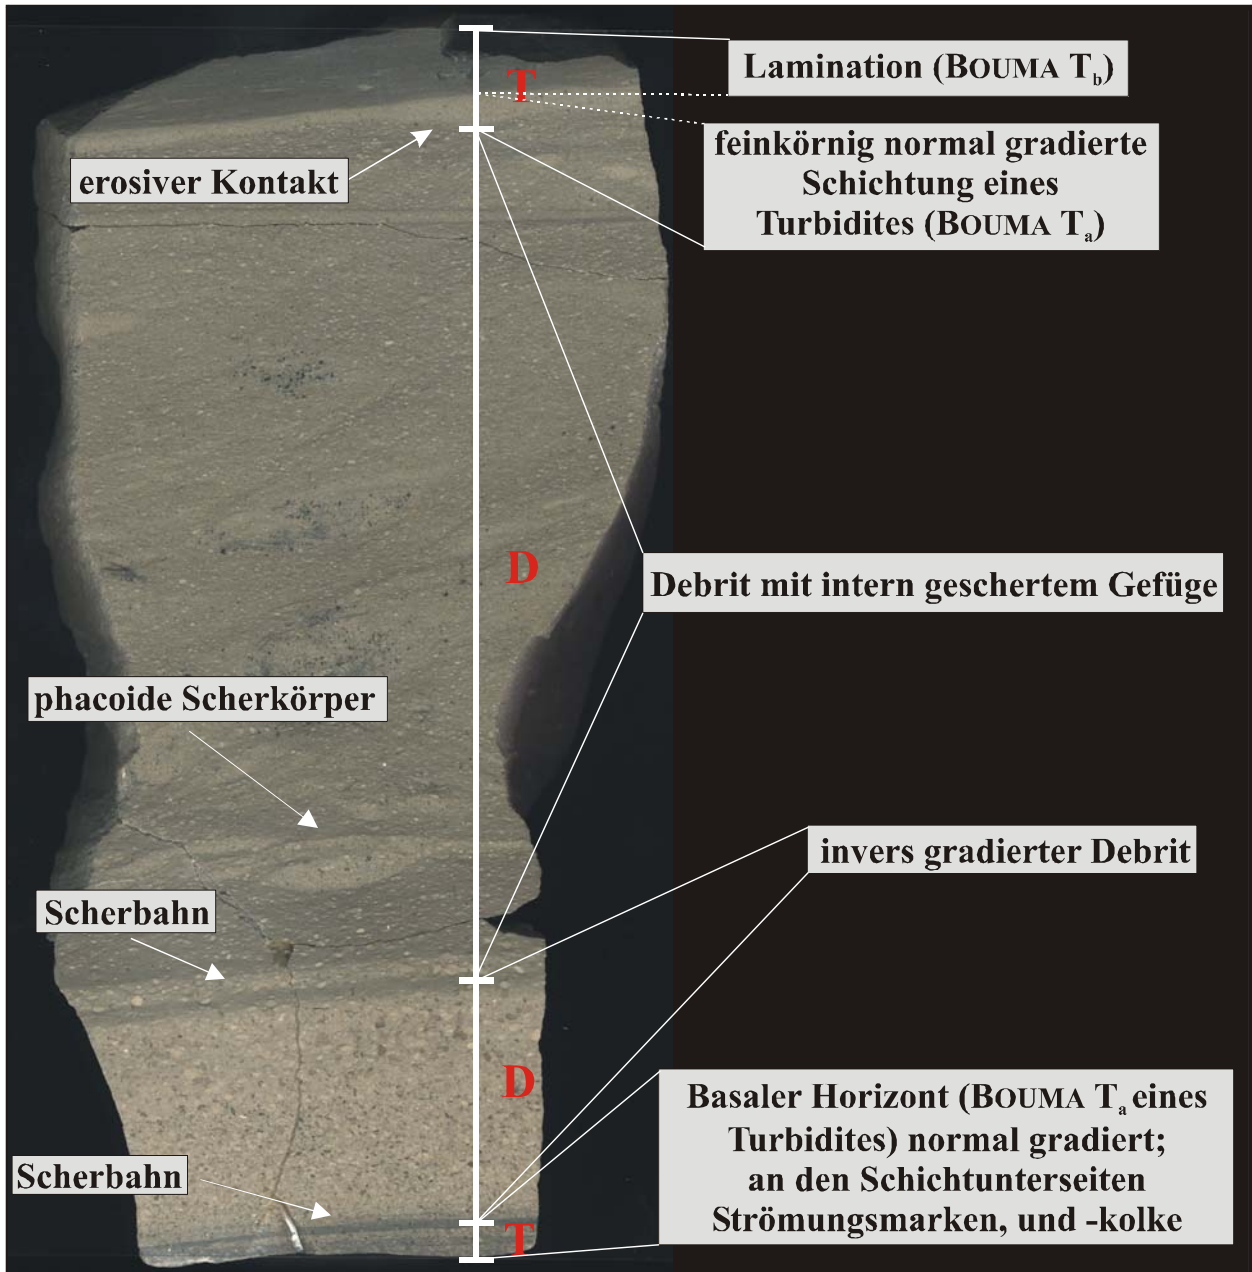 Lamination (BOUMA Tb)
T
feinkörnig normal gradierte
Schichtung eines
Turbidites (BOUMA Ta)
erosiver Kontakt
D
Debrit mit intern geschertem Gefüge
phacoide Scherkörper
invers gradierter Debrit
Scherbahn
D
Basaler Horizont (BOUMA Ta eines
Turbidites) normal gradiert;
an den Schichtunterseiten
Strömungsmarken, und -kolke
Scherbahn
T